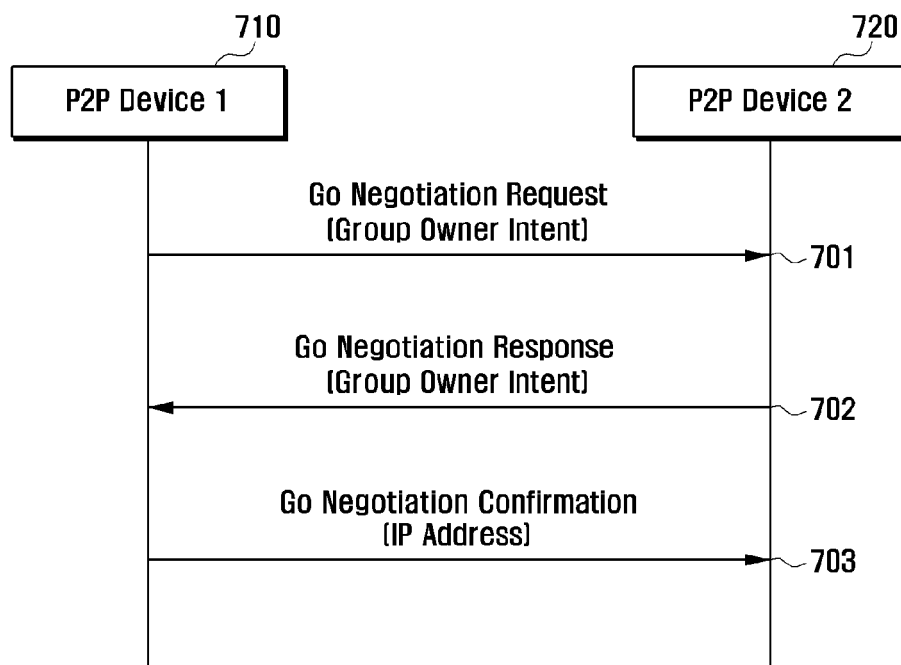 710
720
P2P Device 1
P2P Device 2
Go Negotiation Request
(Group Owner Intent)
701
Go Negotiation Response
(Group Owner Intent)
702
Go Negotiation Confirmation
(IP Address)
703